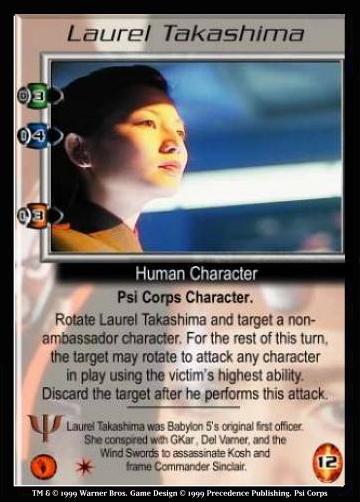 Laurel Takashima
D 3
D 4
L 3
Human Character
Psi Corps Character.
Rotate Laurel Takashima and target a non-
ambassador character. For the rest of this turn,
the target may rotate to attack any character
in play using the victim's highest ability.
Discard the target after he performs this attack.
Laurel Takashima was Babylon 5's original first officer.
She conspired with GKar, Del Varner, and the
Wind Swords to assassinate Kosh and
frame Commander Sinclair.
12
TM & © 1999 Warner Bros. Game Design © 1999 Precedence Publishing. Psi Corps